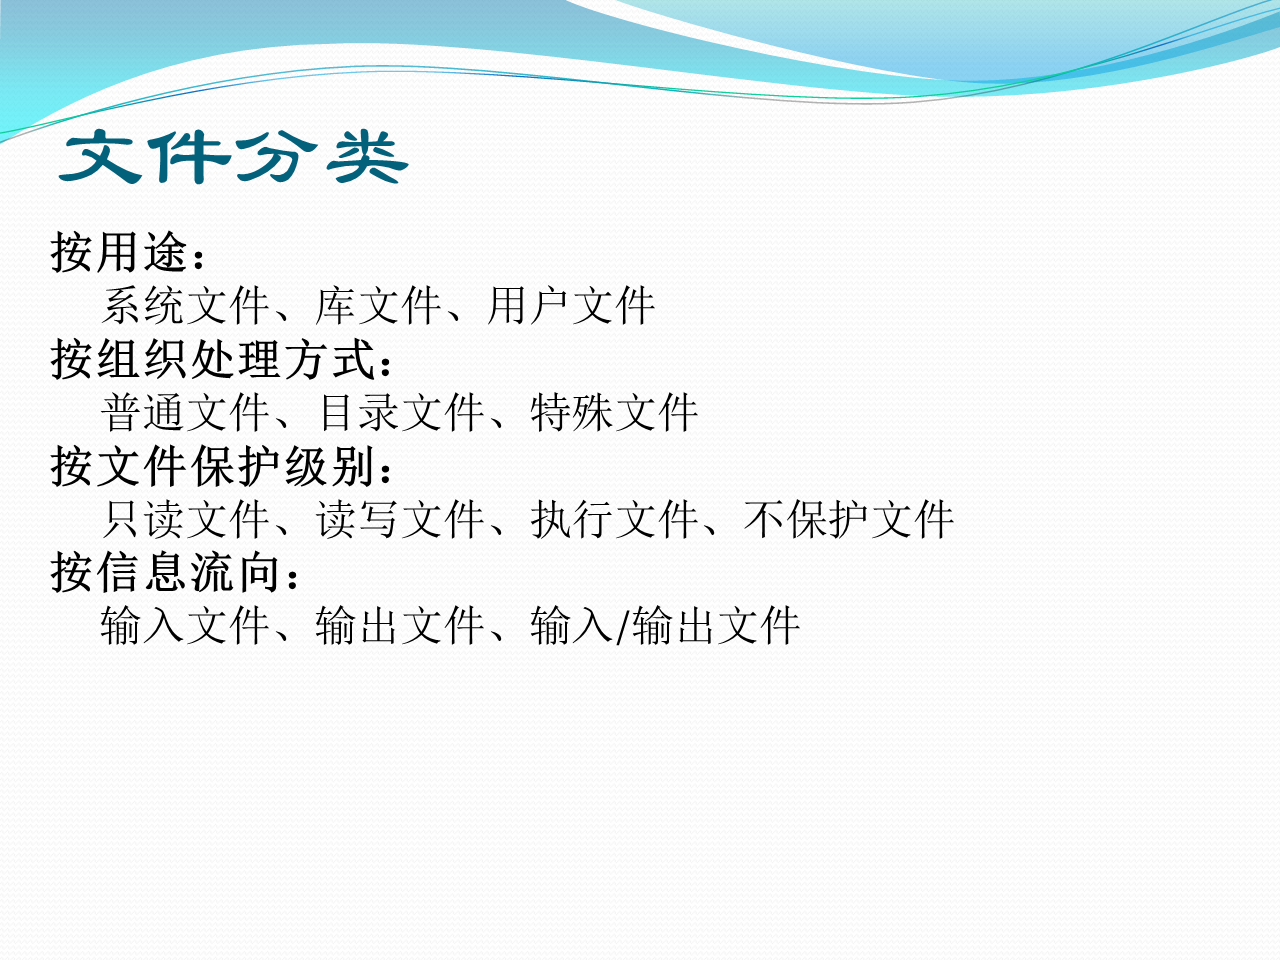 文件分类
按用途：
系统文件、库文件、用户文件
按组织处理方式：
普通文件、目录文件、特殊文件
按文件保护级别：
只读文件、读写文件、执行文件、不保护文件
按信息流向：
输入文件、输出文件、输入/输出文件